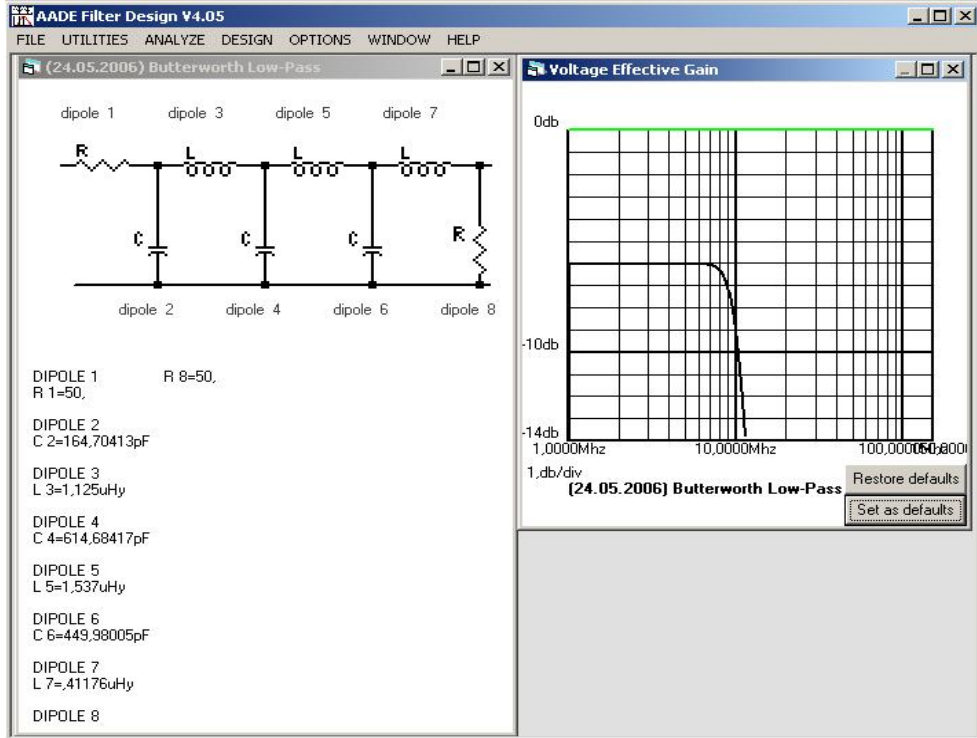 AADE Filter Design V4.05
FILE UTILITIES ANALYZE DESIGN OPTIONS WINDOW HELP
(24.05.2006) Butterworth Low-Pass
dipole 1 dipole 3 dipole 5 dipole 7
R L L L
C C C R
dipole 2 dipole 4 dipole 6 dipole 8
DIPOLE 1 R 8=50,
R 1=50,
DIPOLE 2
C 2=164,70413pF
DIPOLE 3
L 3=1,125uHy
DIPOLE 4
C 4=614,68417pF
DIPOLE 5
L 5=1,537uHy
DIPOLE 6
C 6=449,98005pF
DIPOLE 7
L 7=,41176uHy
DIPOLE 8
Voltage Effective Gain
0db
-10db
-14db
1,0000Mhz 10,0000Mhz
1,db/div
(24.05.2006) Butterworth Low-Pass
Restore defaults
Set as defaults